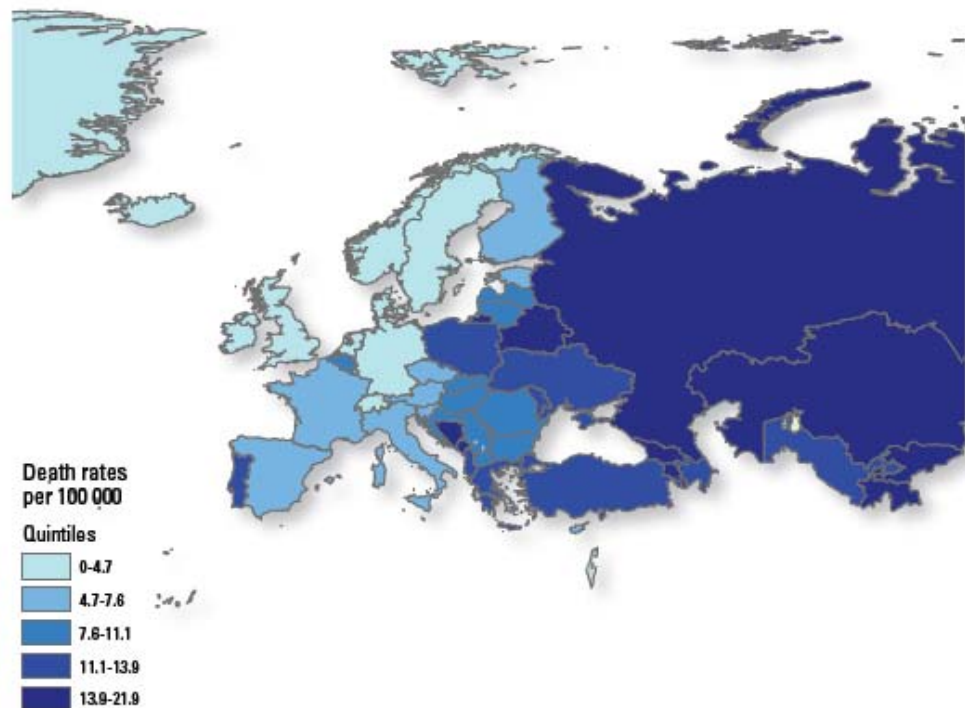 Death rates
per 100 000
Quintiles
0-4.7
4.7-7.6
7.6-11.1
11.1-13.9
13.9-21.9